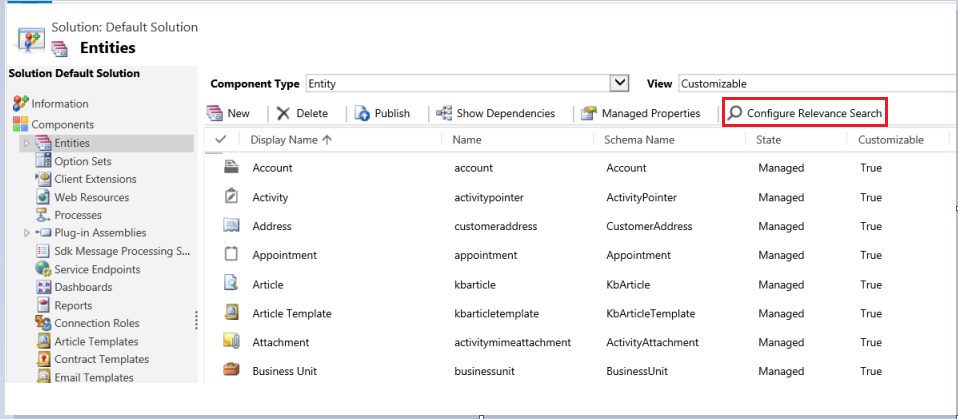 Solution: Default Solution
Entities
Solution Default Solution
Information
Components
Entities
Option Sets
Client Extensions
Web Resources
Processes
Plug-in Assemblies
Sdk Message Processing S...
Service Endpoints
Dashboards
Reports
Connection Roles
Article Templates
Contract Templates
Email Templates
Component Type Entity View Customizable
New Delete Publish Show Dependencies Managed Properties Configure Relevance Search
Display Name ↑ Name Schema Name State Customizable
Account account Account Managed True
Activity activitypointer ActivityPointer Managed True
Address customeraddress CustomerAddress Managed True
Appointment appointment Appointment Managed True
Article kbarticle KbArticle Managed True
Article Template kbarticletemplate KbArticleTemplate Managed True
Attachment activitymimeattachment ActivityAttachment Managed True
Business Unit businessunit BusinessUnit Managed True